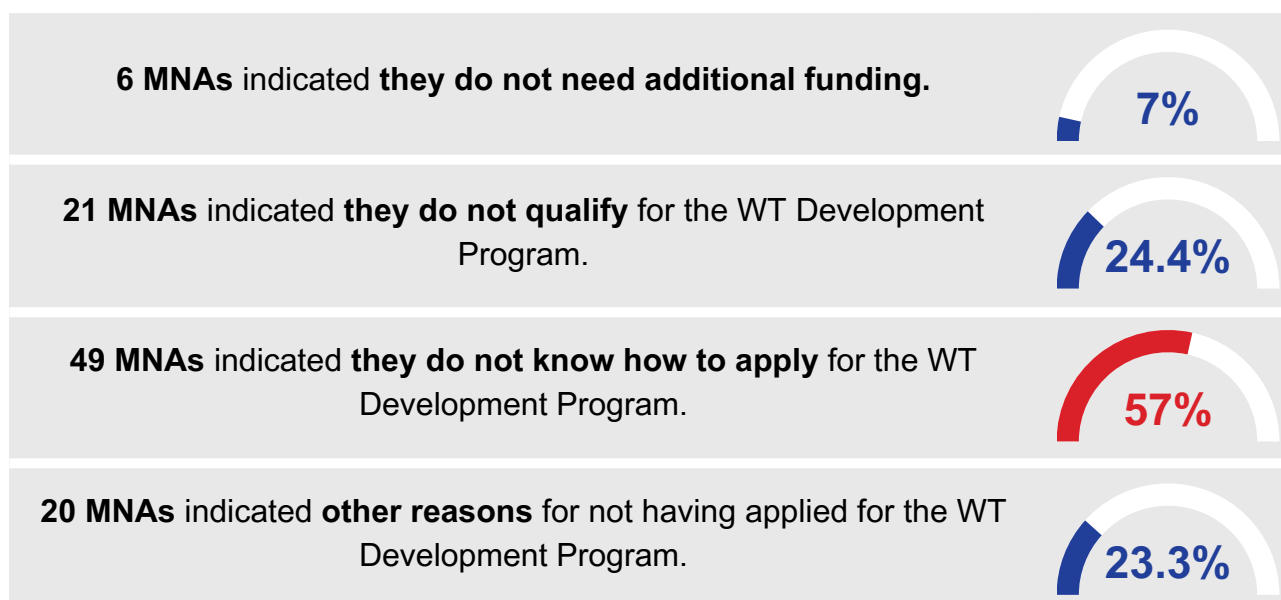 6 MNAs indicated they do not need additional funding.
7%
21 MNAs indicated they do not qualify for the WT Development
Program.
24.4%
49 MNAs indicated they do not know how to apply for the WT
Development Program.
57%
20 MNAs indicated other reasons for not having applied for the WT
Development Program.
23.3%